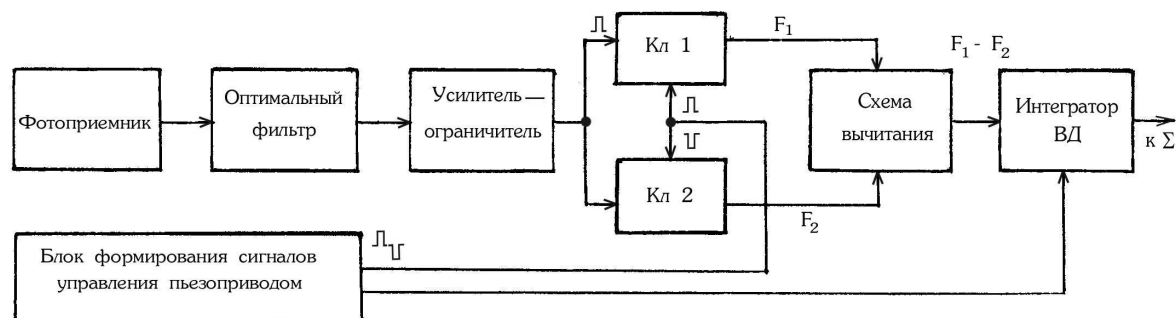 Фотоприемник
Оптимальный
фильтр
Усилитель —
ограничитель
Кл 1
Кл 2
F₁
F₂
Схема
вычитания
F₁ - F₂
Интегратор
ВД
к Σ
Блок формирования сигналов
управления пьезоприводом